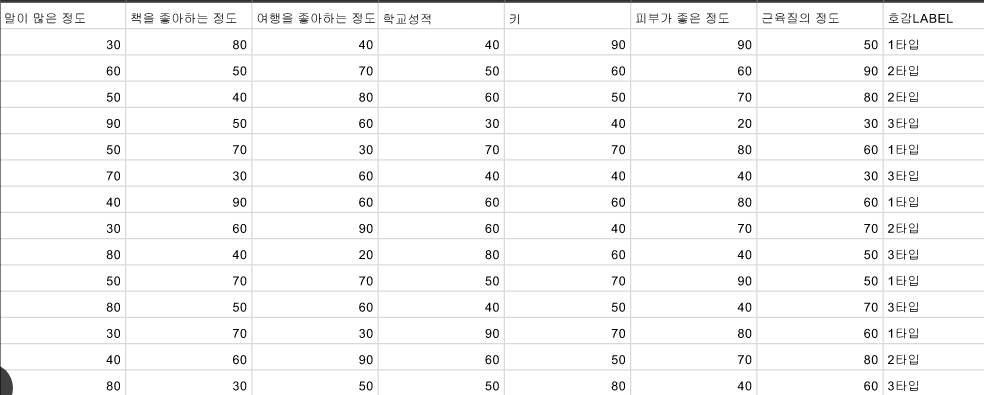 말이 많은 정도 책을 좋아하는 정도 여행을 좋아하는 정도 학교성적 키 피부가 좋은 정도 근육질의 정도 호감LABEL
30 80 40 40 90 90 50 1타입
60 50 70 50 60 60 90 2타입
50 40 80 60 50 70 80 2타입
90 50 60 30 40 20 30 3타입
50 70 30 70 70 80 60 1타입
70 30 60 40 40 40 30 3타입
40 90 60 60 60 80 60 1타입
30 60 90 60 40 70 70 2타입
80 40 20 80 60 40 50 3타입
50 70 70 50 70 90 50 1타입
80 50 60 40 50 40 70 3타입
30 70 30 90 70 80 60 1타입
40 60 90 60 50 70 80 2타입
80 30 50 50 80 40 60 3타입